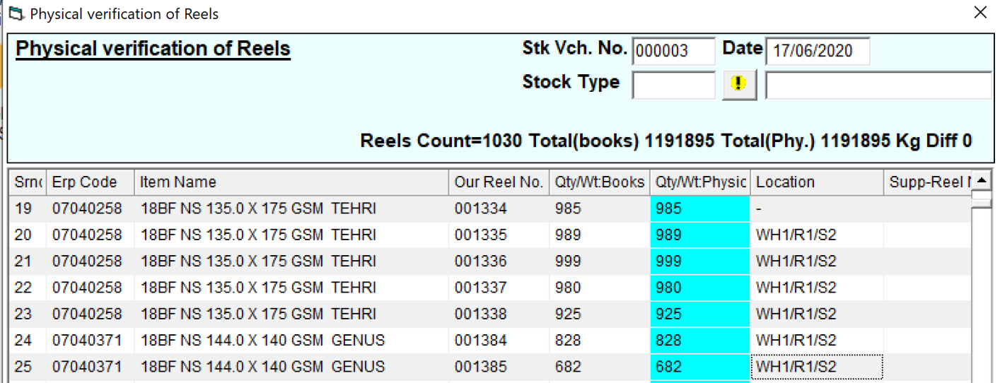 Physical verification of Reels
Physical verification of Reels Stk Vch. No. 000003 Date 17/06/2020
Stock Type
Reels Count=1030 Total(books) 1191895 Total(Phy.) 1191895 Kg Diff 0
Srno Erp Code Item Name Our Reel No. Qty/Wt:Books Qty/Wt:Physic Location Supp-Reel
19 07040258 18BF NS 135.0 X 175 GSM TEHRI 001334 985 985 -
20 07040258 18BF NS 135.0 X 175 GSM TEHRI 001335 989 989 WH1/R1/S2
21 07040258 18BF NS 135.0 X 175 GSM TEHRI 001336 999 999 WH1/R1/S2
22 07040258 18BF NS 135.0 X 175 GSM TEHRI 001337 980 980 WH1/R1/S2
23 07040258 18BF NS 135.0 X 175 GSM TEHRI 001338 925 925 WH1/R1/S2
24 07040371 18BF NS 144.0 X 140 GSM GENUS 001384 828 828 WH1/R1/S2
25 07040371 18BF NS 144.0 X 140 GSM GENUS 001385 682 682 WH1/R1/S2